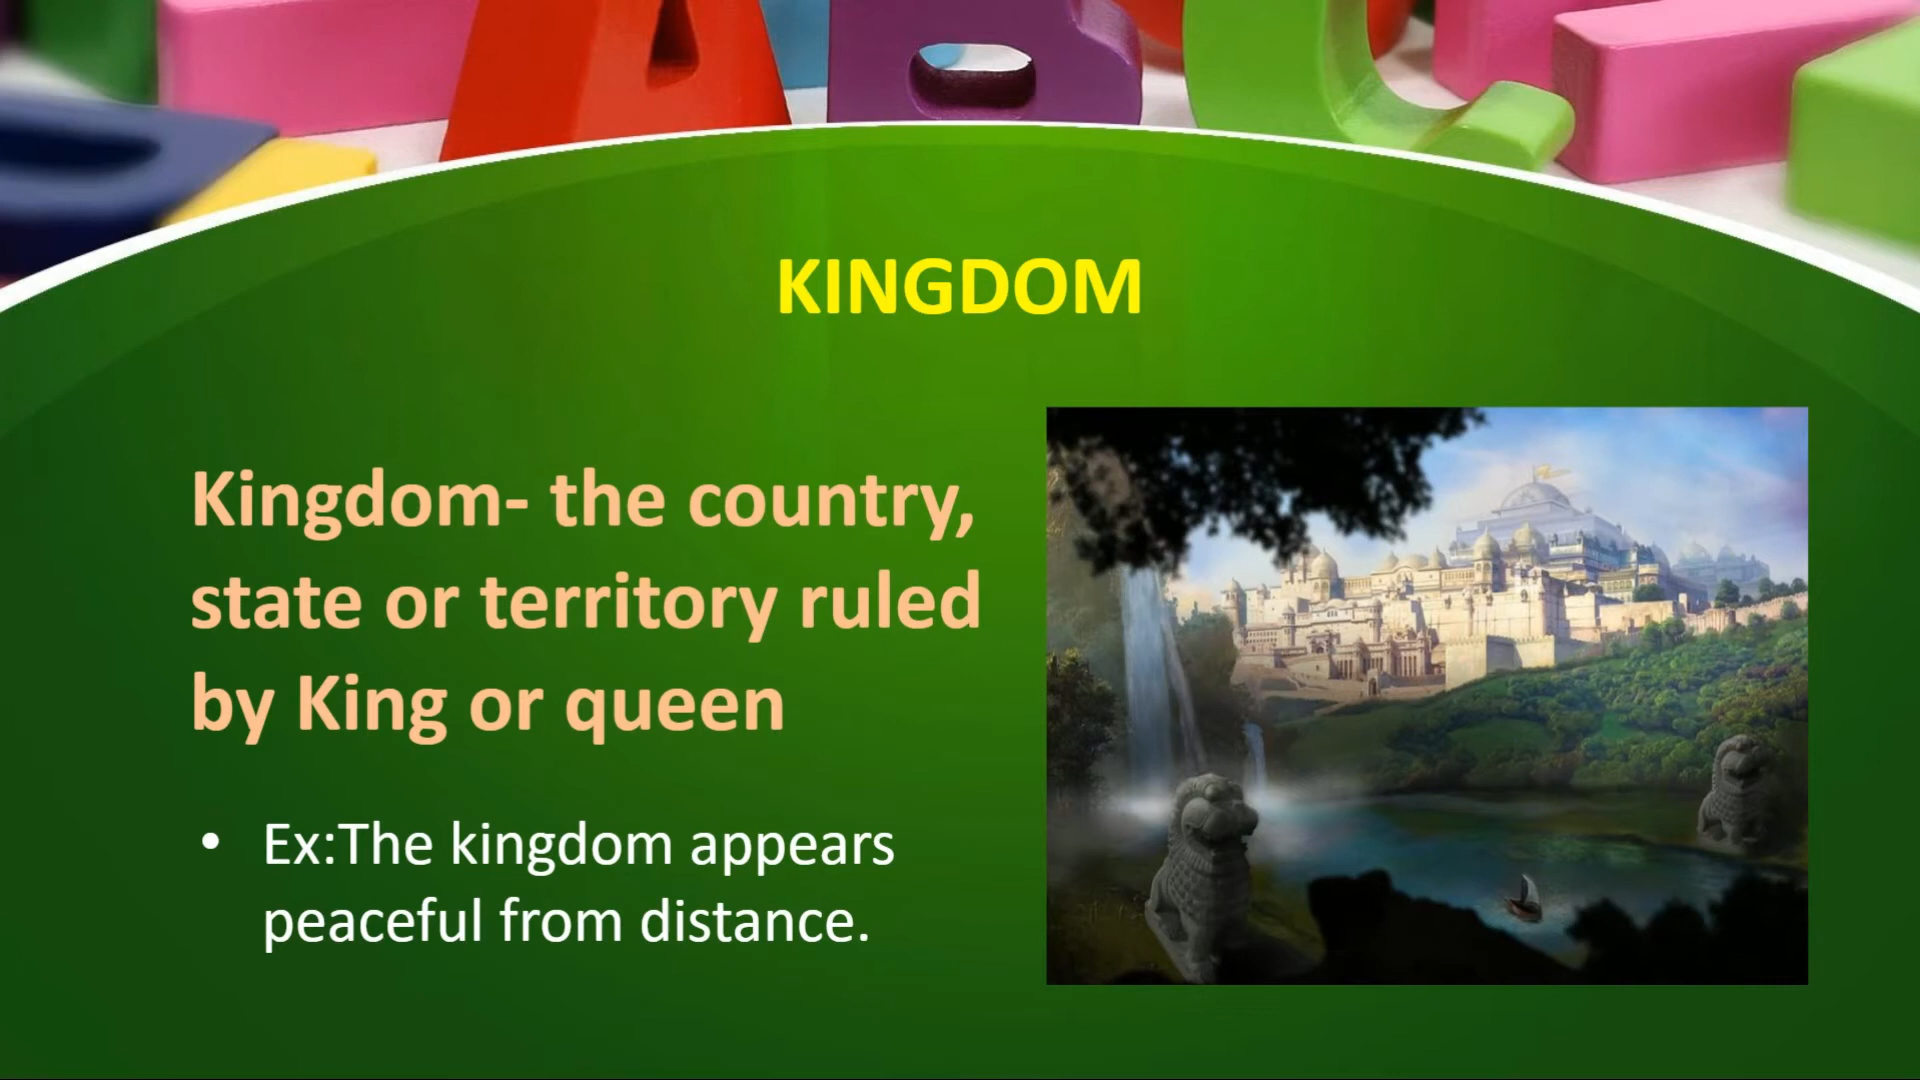 KINGDOM
Kingdom- the country,
state or territory ruled
by King or queen
• Ex:The kingdom appears
peaceful from distance.